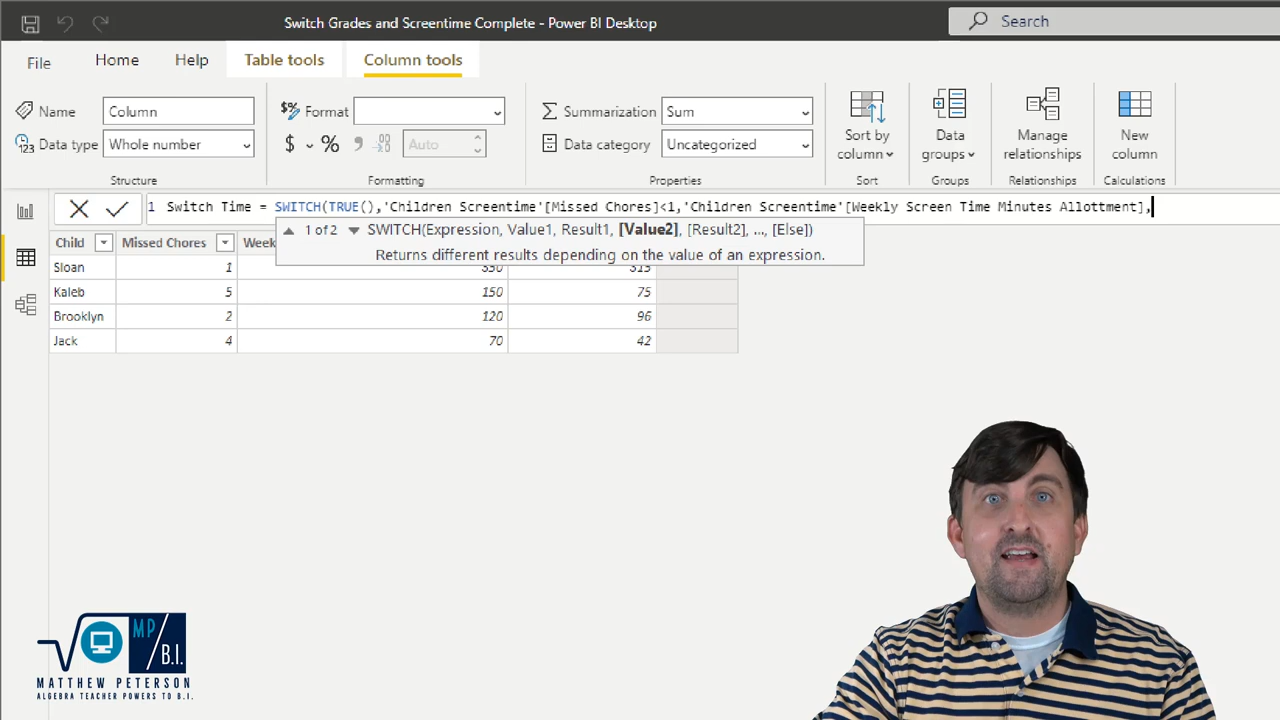 Switch Grades and Screentime Complete - Power BI Desktop
Search
File Home Help Table tools Column tools
Name Column
Format
Summarization Sum
Data type Whole number
$ % Auto
Data category Uncategorized
Sort by column
Data groups
Manage relationships
New column
Structure Formatting Properties Sort Groups Relationships Calculations
1 Switch Time = SWITCH(TRUE(),'Children Screentime'[Missed Chores]<1,'Children Screentime'[Weekly Screen Time Minutes Allottment],
1 of 2 SWITCH(Expression, Value1, Result1, [Value2], [Result2], ..., [Else])
Returns different results depending on the value of an expression.
Child Missed Chores
Sloan 1 350 315
Kaleb 5 150 75
Brooklyn 2 120 96
Jack 4 70 42
MP
B.I.
MATTHEW PETERSON
ALGEBRA TEACHER POWERS TO B.I.